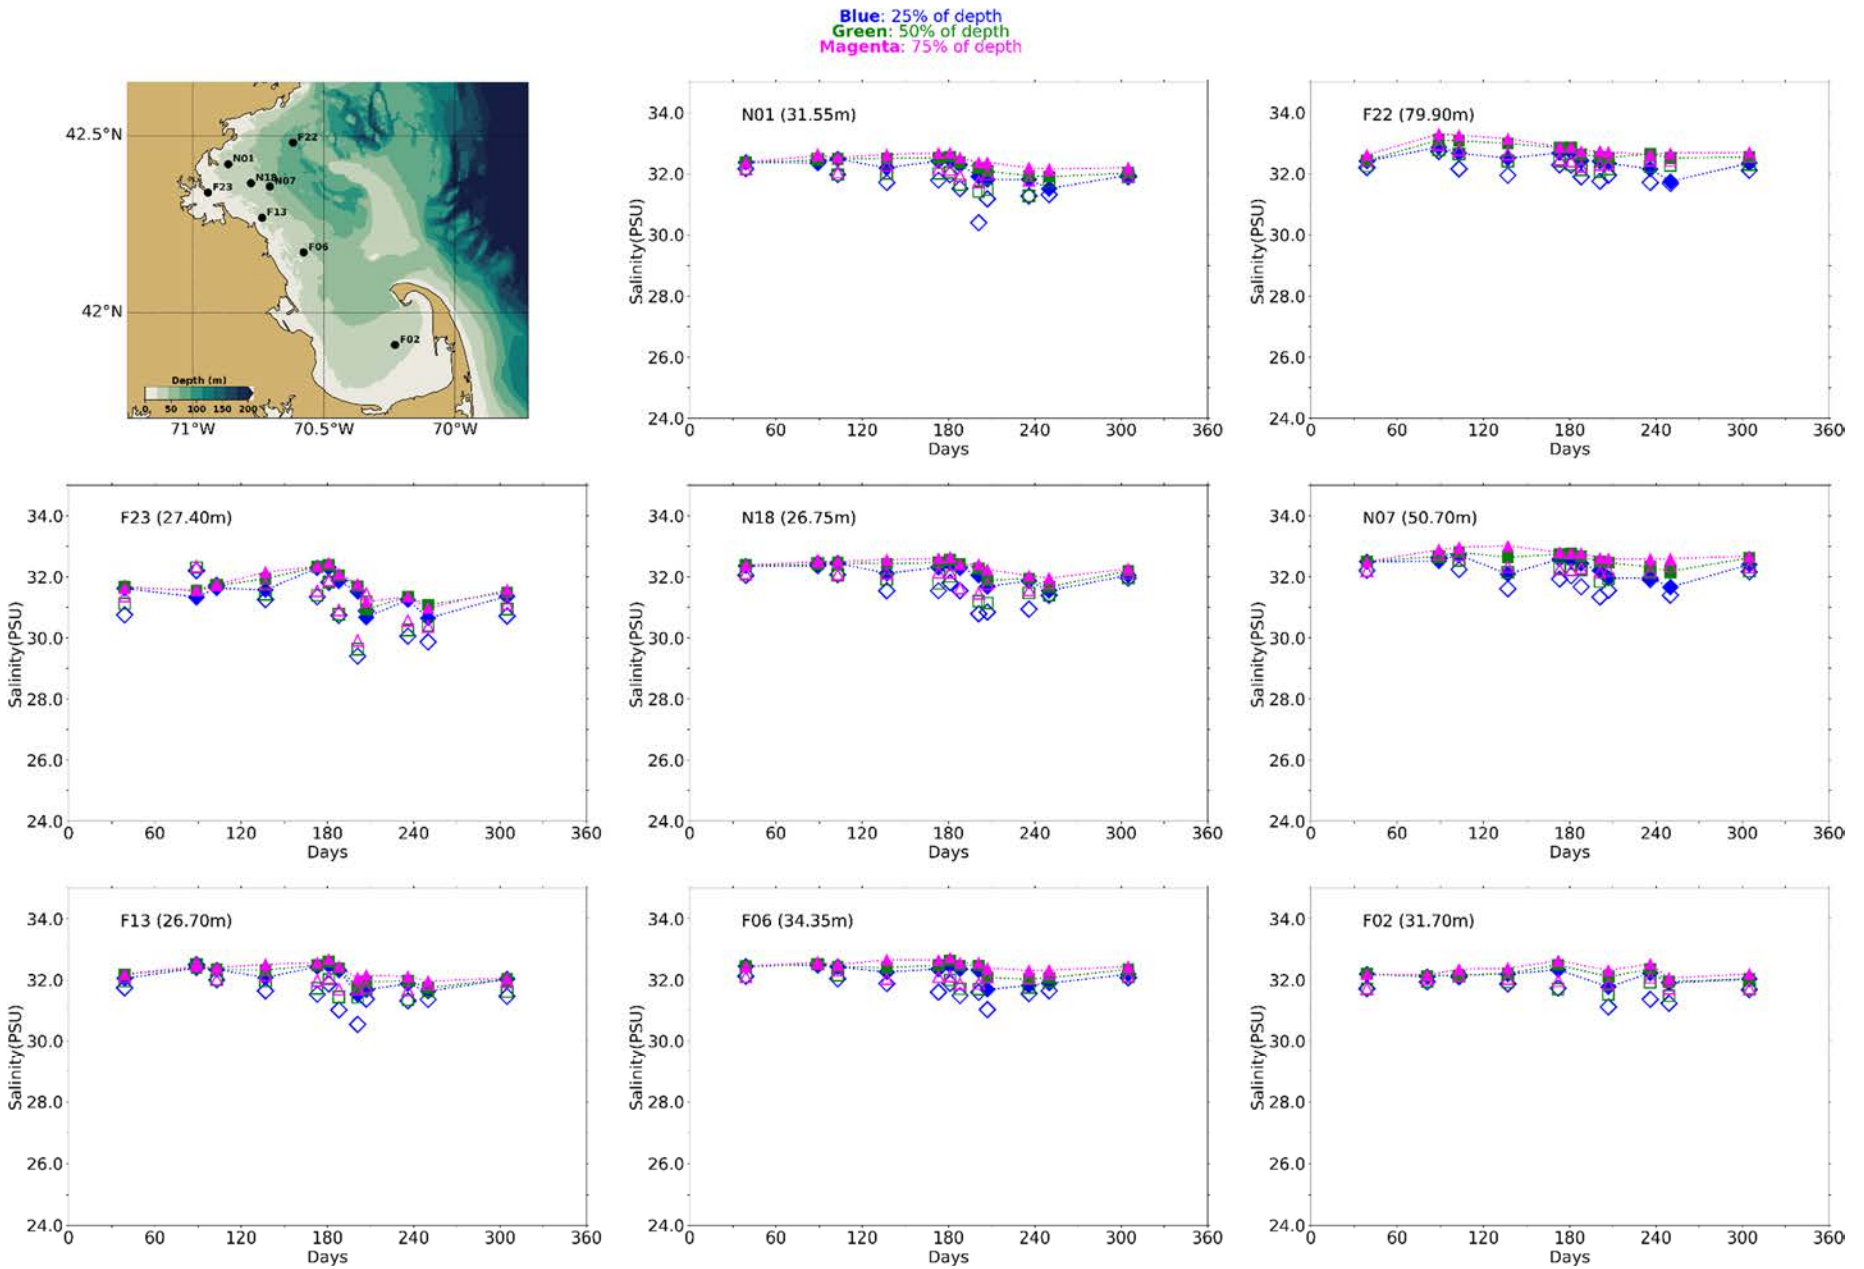 Blue: 25% of depth
Green: 50% of depth
Magenta: 75% of depth
42.5°N
42°N
71°W 70.5°W 70°W
F22
N01
N18 N07
F23
F13
F06
F02
Depth (m)
0 50 100 150 200
N01 (31.55m)
Salinity(PSU)
34.0
32.0
30.0
28.0
26.0
24.0
0 60 120 180 240 300 360
Days
F22 (79.90m)
Salinity(PSU)
34.0
32.0
30.0
28.0
26.0
24.0
0 60 120 180 240 300 360
Days
F23 (27.40m)
Salinity(PSU)
34.0
32.0
30.0
28.0
26.0
24.0
0 60 120 180 240 300 360
Days
N18 (26.75m)
Salinity(PSU)
34.0
32.0
30.0
28.0
26.0
24.0
0 60 120 180 240 300 360
Days
N07 (50.70m)
Salinity(PSU)
34.0
32.0
30.0
28.0
26.0
24.0
0 60 120 180 240 300 360
Days
F13 (26.70m)
Salinity(PSU)
34.0
32.0
30.0
28.0
26.0
24.0
0 60 120 180 240 300 360
Days
F06 (34.35m)
Salinity(PSU)
34.0
32.0
30.0
28.0
26.0
24.0
0 60 120 180 240 300 360
Days
F02 (31.70m)
Salinity(PSU)
34.0
32.0
30.0
28.0
26.0
24.0
0 60 120 180 240 300 360
Days